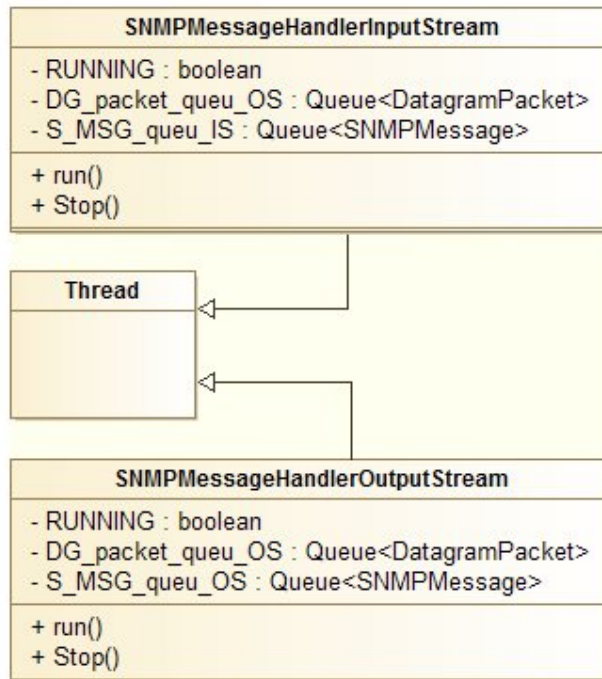 SNMPMessageHandlerInputStream
- RUNNING : boolean
- DG_packet_queu_OS : Queue<DatagramPacket>
- S_MSG_queu_IS : Queue<SNMPMessage>
+ run()
+ Stop()
Thread
SNMPMessageHandlerOutputStream
- RUNNING : boolean
- DG_packet_queu_OS : Queue<DatagramPacket>
- S_MSG_queu_OS : Queue<SNMPMessage>
+ run()
+ Stop()